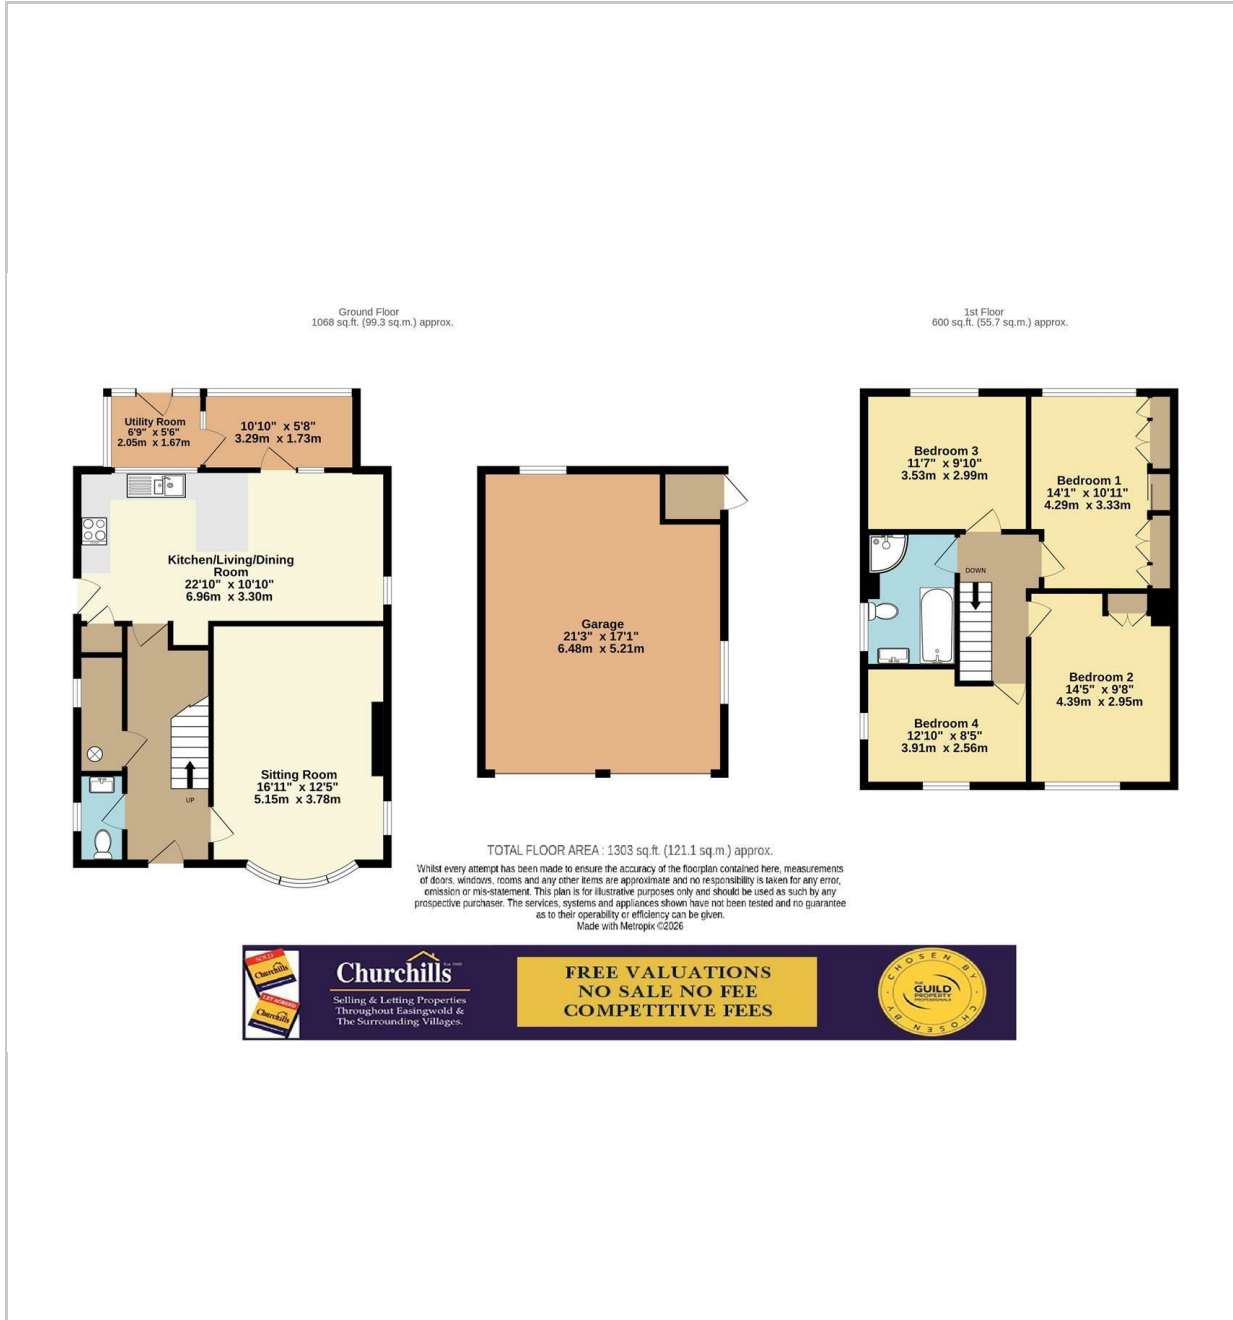 Ground Floor
1068 sq.ft. (99.3 sq.m.) approx.
1st Floor
600 sq.ft. (55.7 sq.m.) approx.
Utility Room
6'9" x 5'6"
2.05m x 1.67m
10'10" x 5'8"
3.29m x 1.73m
Kitchen/Living/Dining
Room
22'10" x 10'10"
6.96m x 3.30m
Sitting Room
16'11" x 12'5"
5.15m x 3.78m
UP
Garage
21'3" x 17'1"
6.48m x 5.21m
Bedroom 3
11'7" x 9'10"
3.53m x 2.99m
Bedroom 1
14'1" x 10'11"
4.29m x 3.33m
DOWN
Bedroom 2
14'5" x 9'8"
4.39m x 2.95m
Bedroom 4
12'10" x 8'5"
3.91m x 2.56m
TOTAL FLOOR AREA : 1303 sq.ft. (121.1 sq.m.) approx.
Whilst every attempt has been made to ensure the accuracy of the floorplan contained here, measurements
of doors, windows, rooms and any other items are approximate and no responsibility is taken for any error,
omission or mis-statement. This plan is for illustrative purposes only and should be used as such by any
prospective purchaser. The services, systems and appliances shown have not been tested and no guarantee
as to their operability or efficiency can be given.
Made with Metropix ©2026
SOLD
Churchills
LET AGREED
Churchills
Churchills
Selling & Letting Properties
Throughout Easingwold &
The Surrounding Villages.
FREE VALUATIONS
NO SALE NO FEE
COMPETITIVE FEES
CHOSEN BY
THE
GUILD
PROPERTY
PROFESSIONALS
CHOSEN BY